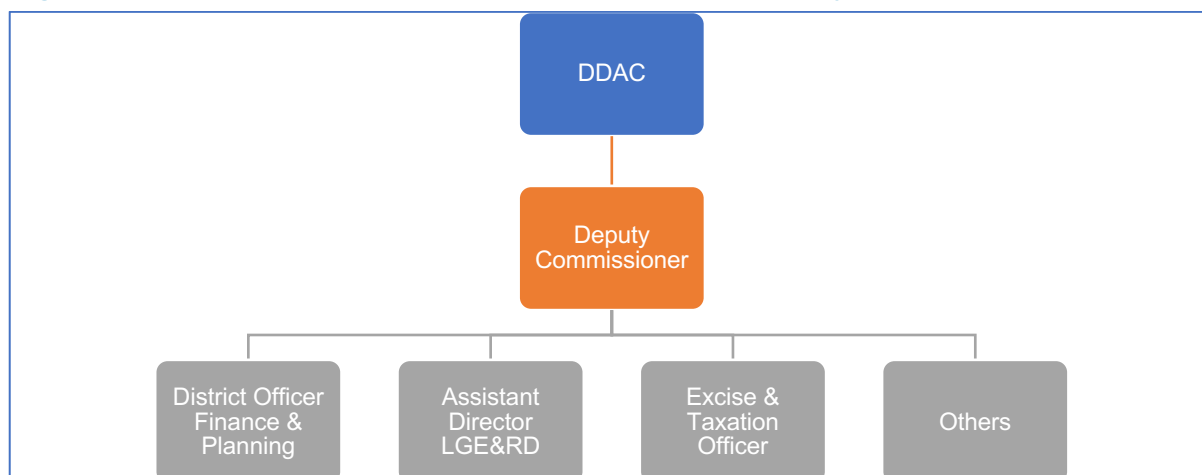 DDAC
Deputy
Commissioner
District Officer
Finance &
Planning
Assistant
Director
LGE&RD
Excise &
Taxation
Officer
Others